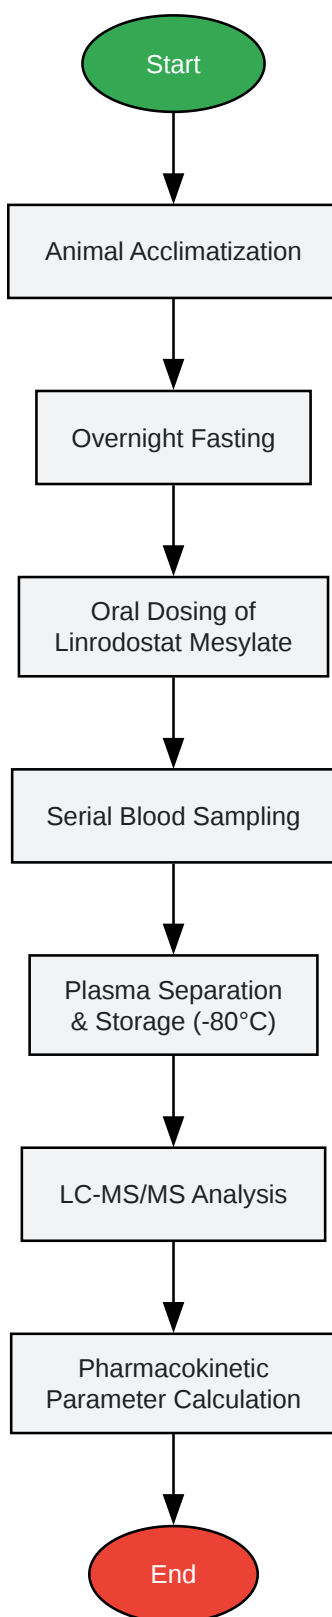 Start
Animal Acclimatization
Overnight Fasting
Oral Dosing of
Linrodostat Mesylate
Serial Blood Sampling
Plasma Separation
& Storage (-80°C)
LC-MS/MS Analysis
Pharmacokinetic
Parameter Calculation
End